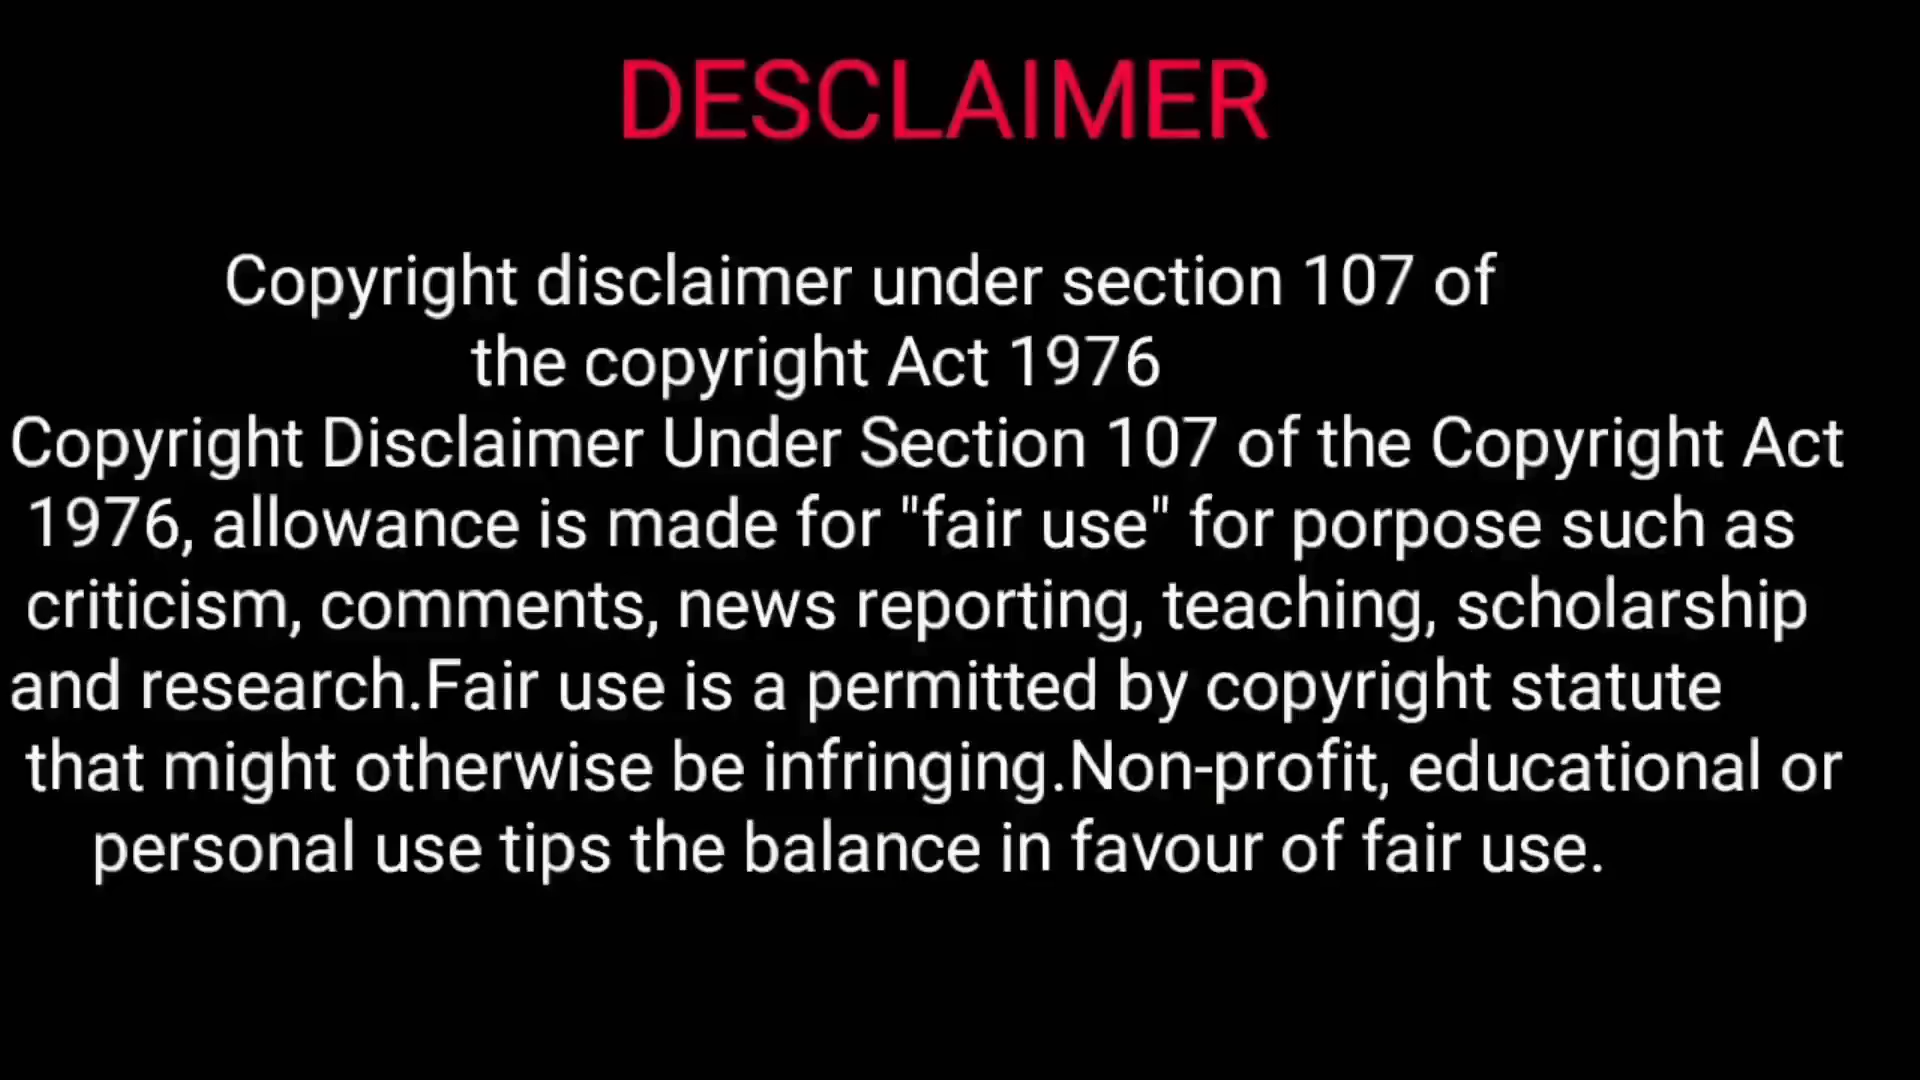 DESCLAIMER
Copyright disclaimer under section 107 of
the copyright Act 1976
Copyright Disclaimer Under Section 107 of the Copyright Act
1976, allowance is made for "fair use" for porpose such as
criticism, comments, news reporting, teaching, scholarship
and research.Fair use is a permitted by copyright statute
that might otherwise be infringing.Non-profit, educational or
personal use tips the balance in favour of fair use.